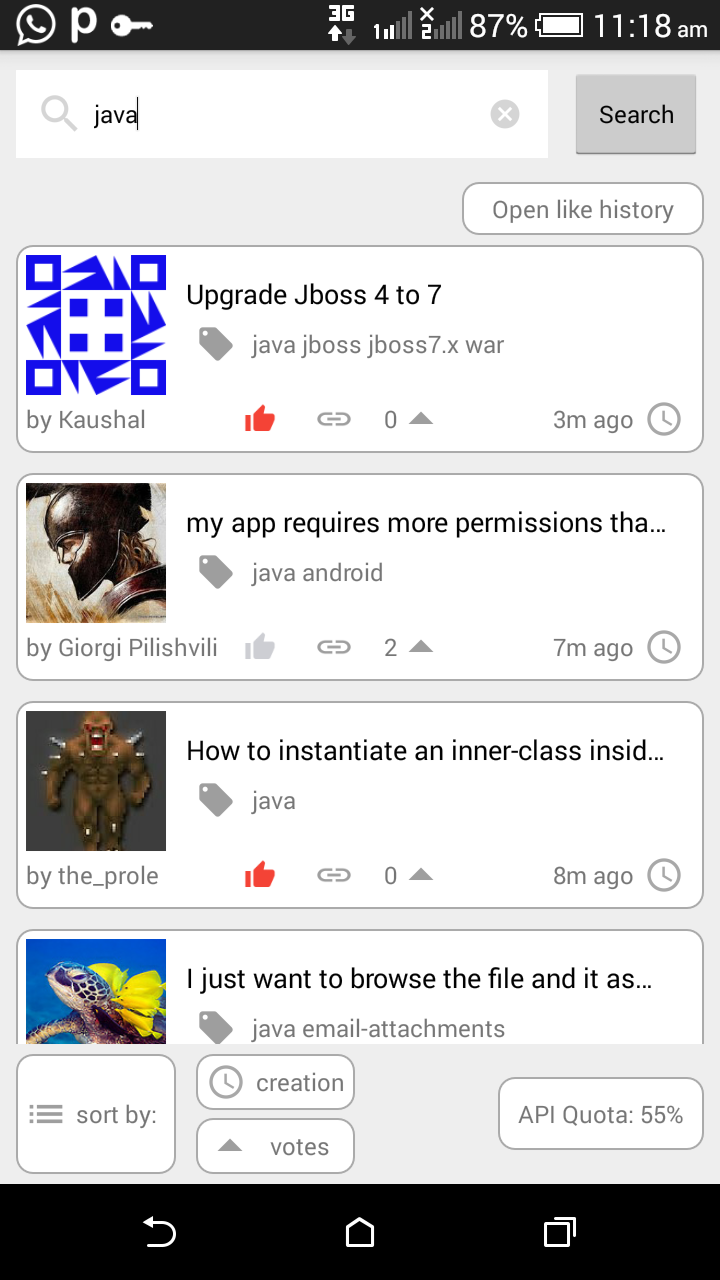 3G 1 2 87% 11:18 am
java
Search
Open like history
Upgrade Jboss 4 to 7
java jboss jboss7.x war
by Kaushal 0 3m ago
my app requires more permissions tha...
java android
by Giorgi Pilishvili 2 7m ago
How to instantiate an inner-class insid...
java
by the_prole 0 8m ago
I just want to browse the file and it as...
java email-attachments
sort by:
creation
votes
API Quota: 55%